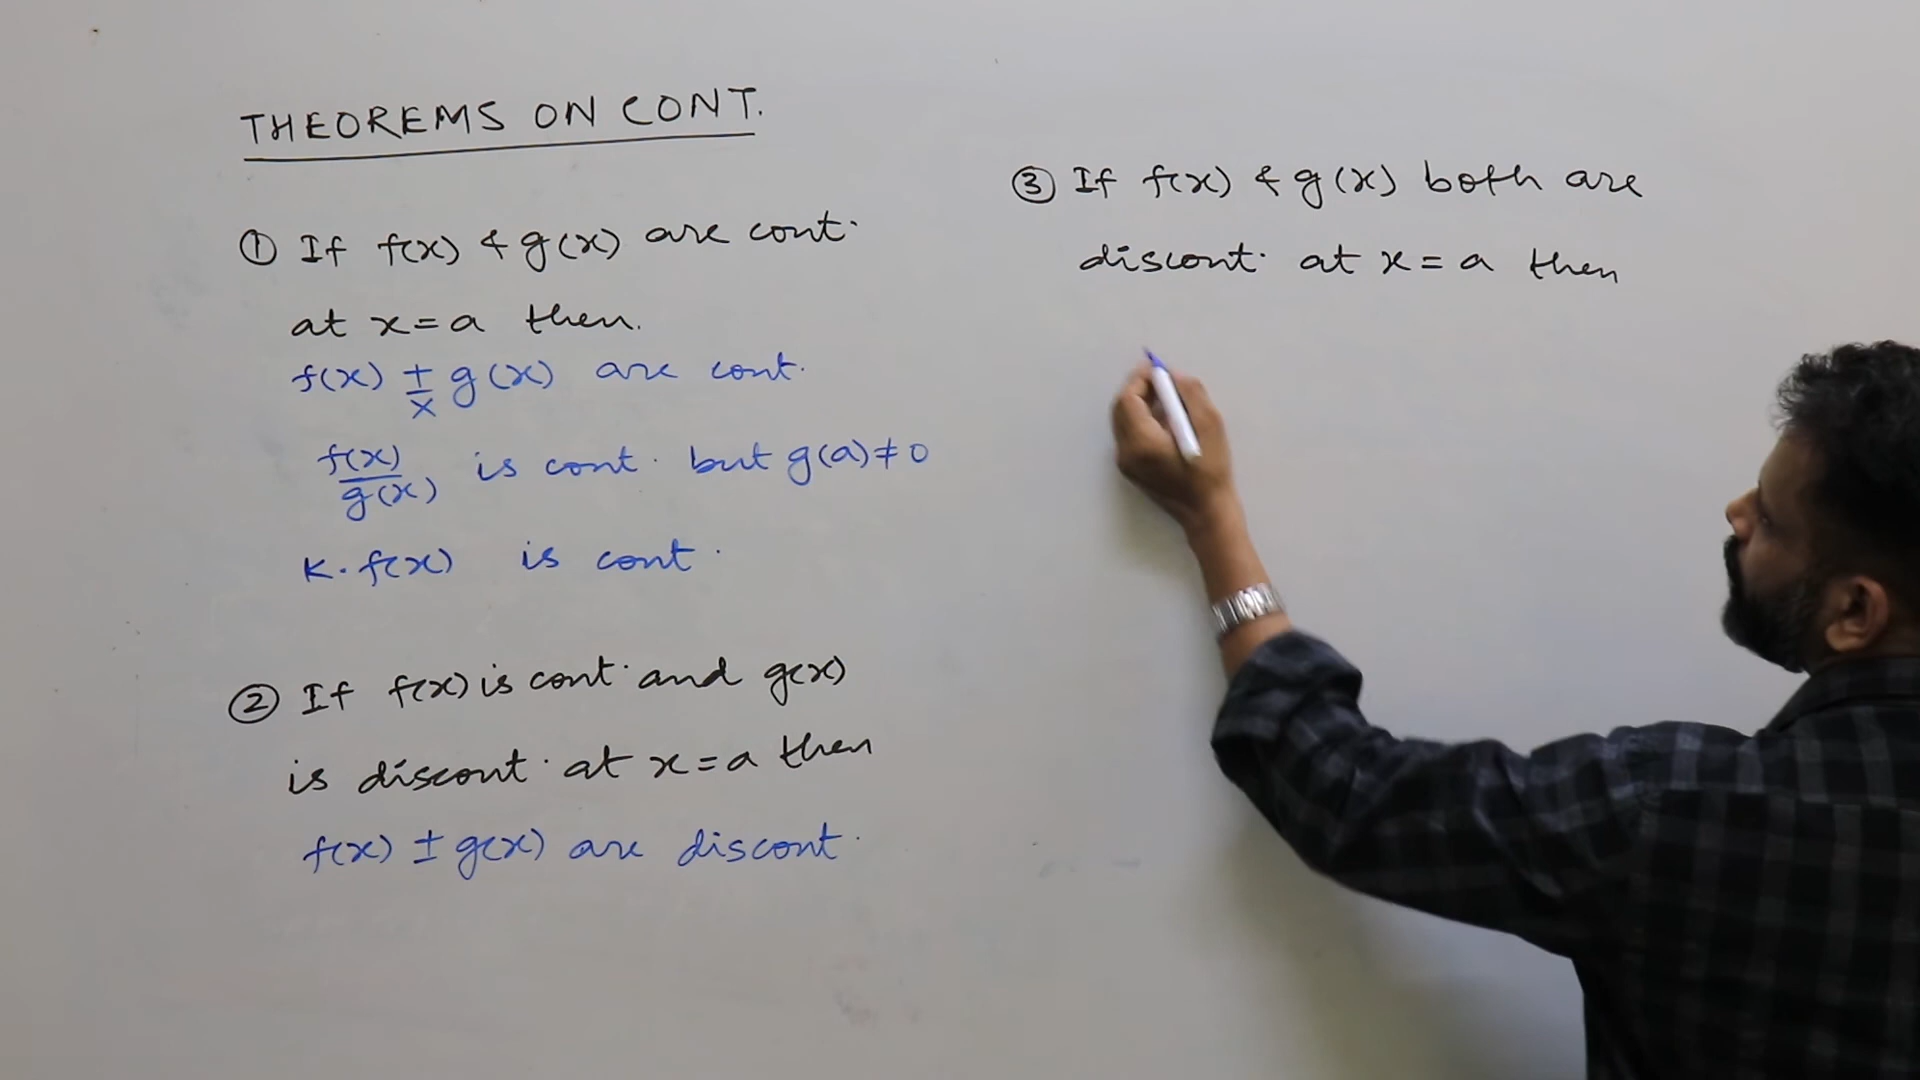 THEOREMS ON CONT.
① If f(x) & g(x) are cont.
at x = a then.
f(x) ± g(x) are cont.
×
f(x)/g(x) is cont. but g(a) ≠ 0
K. f(x) is cont.
② If f(x) is cont. and g(x)
is discont. at x = a then
f(x) ± g(x) are discont.
③ If f(x) & g(x) both are
discont. at x = a then